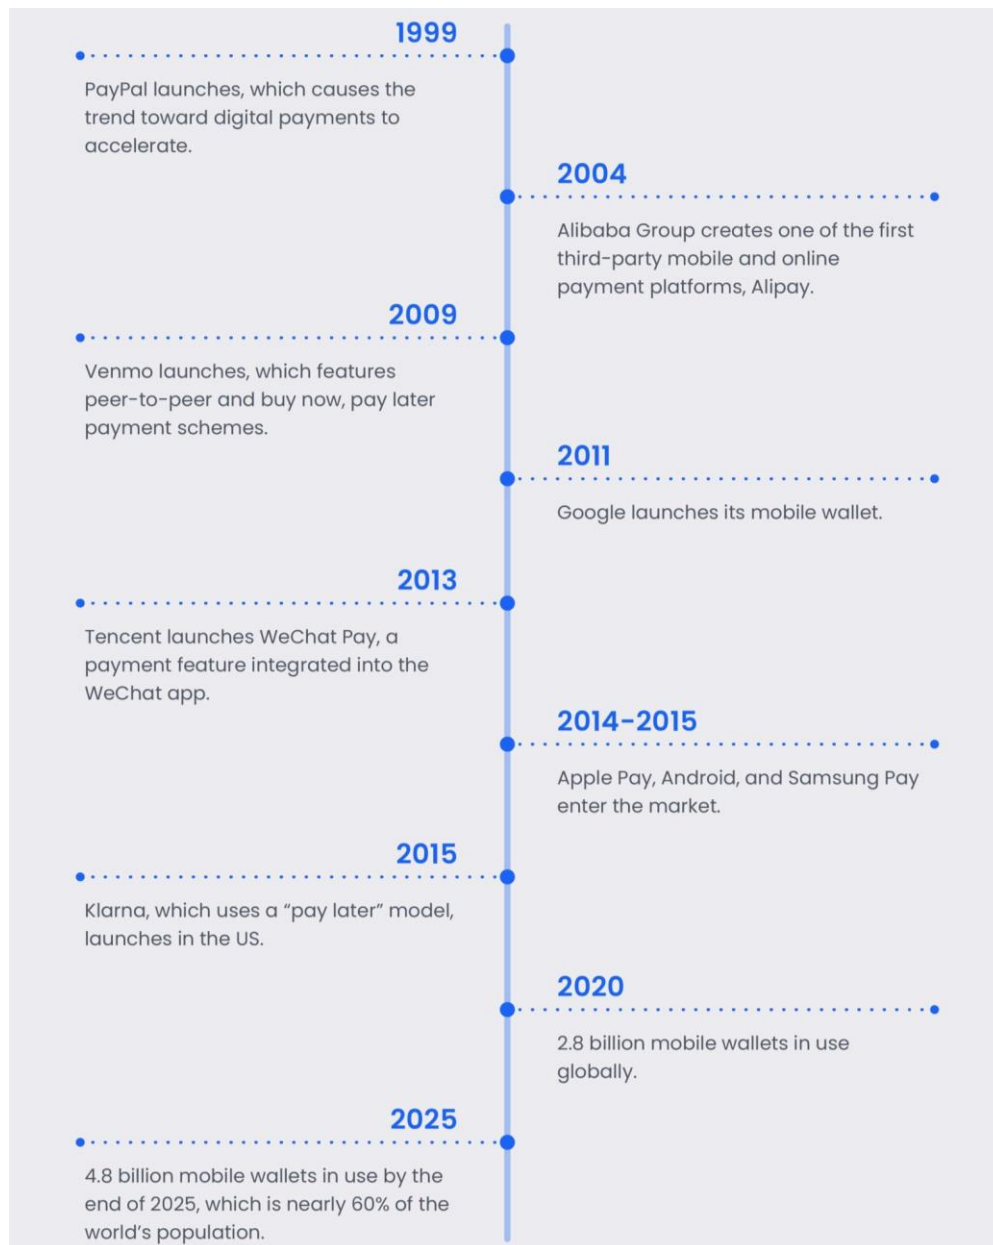 1999
PayPal launches, which causes the
trend toward digital payments to
accelerate.
2004
Alibaba Group creates one of the first
third-party mobile and online
payment platforms, Alipay.
2009
Venmo launches, which features
peer-to-peer and buy now, pay later
payment schemes.
2011
Google launches its mobile wallet.
2013
Tencent launches WeChat Pay, a
payment feature integrated into the
WeChat app.
2014-2015
Apple Pay, Android, and Samsung Pay
enter the market.
2015
Klarna, which uses a “pay later” model,
launches in the US.
2020
2.8 billion mobile wallets in use
globally.
2025
4.8 billion mobile wallets in use by the
end of 2025, which is nearly 60% of the
world’s population.